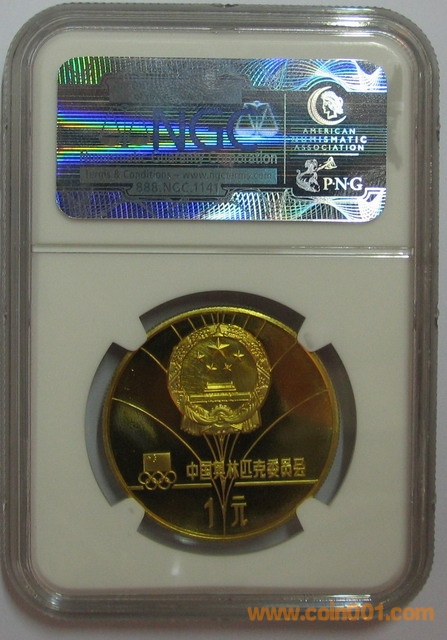 NGC
Numismatic Guaranty Corporation
Terms & Conditions – www.ngccoin.com
888.NGC.1141
AMERICAN
NUMISMATIC
ASSOCIATION
P·N·G
中国奥林匹克委员会
1元
www.coin001.com